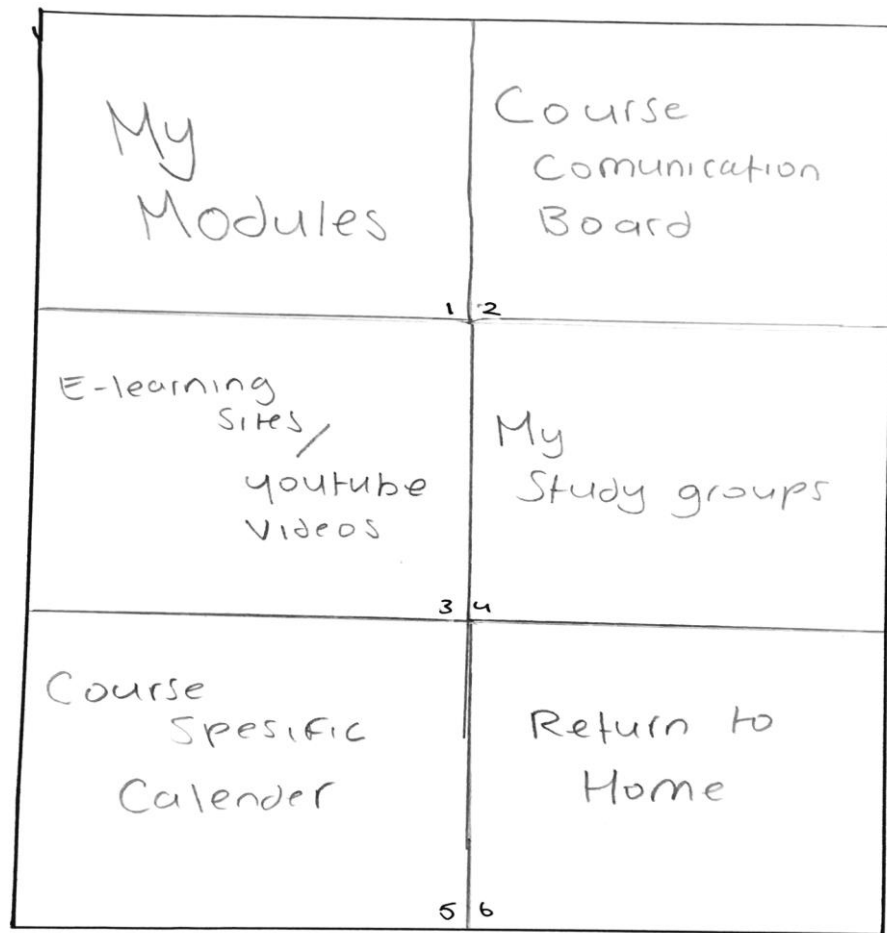 My
Modules
1
Course
Comunication
Board
2
E-learning
Sites/
youtube
Videos
3
My
Study groups
4
Course
Spesific
Calender
5
Return to
Home
6